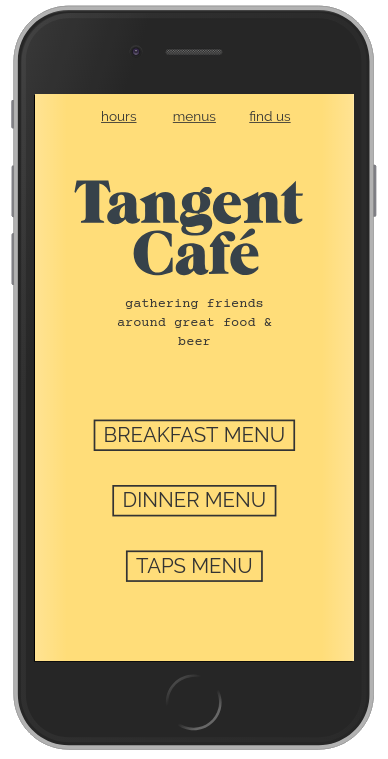 hours menus find us
Tangent
Café
gathering friends
around great food &
beer
BREAKFAST MENU
DINNER MENU
TAPS MENU